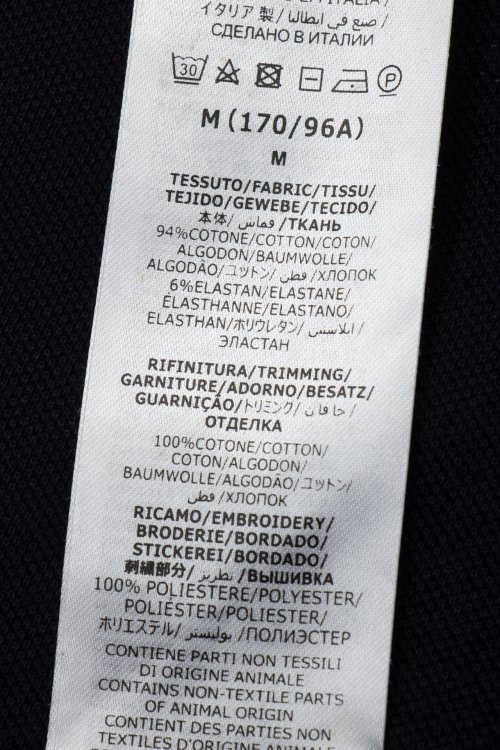 イタリア製 / صنع في ايطاليا /
СДЕЛАНО В ИТАЛИИ
30 P
M (170/96A)
M
TESSUTO/FABRIC/TISSU/
TEJIDO/GEWEBE/TECIDO/
本体/ قماش /ТКАНЬ
94%COTONE/COTTON/COTON/
ALGODON/BAUMWOLLE/
ALGODÃO/コットン/ قطن /ХЛОПОК
6%ELASTAN/ELASTANE/
ÉLASTHANNE/ELASTANO/
ELASTHAN/ポリウレタン/ ايلاستين /
ЭЛАСТАН
RIFINITURA/TRIMMING/
GARNITURE/ADORNO/BESATZ/
GUARNIÇÃO/トリミング/ حافان /
ОТДЕЛКА
100%COTONE/COTTON/
COTON/ALGODON/
BAUMWOLLE/ALGODÃO/コットン/
قطن /ХЛОПОК
RICAMO/EMBROIDERY/
BRODERIE/BORDADO/
STICKEREI/BORDADO/
刺繍部分/ تطريز /ВЫШИВКА
100% POLIESTERE/POLYESTER/
POLIESTER/POLIESTER/
ポリエステル/ بوليستر /ПОЛИЭСТЕР
CONTIENE PARTI NON TESSILI
DI ORIGINE ANIMALE
CONTAINS NON-TEXTILE PARTS
OF ANIMAL ORIGIN
CONTIENT DES PARTIES NON
TEXTILES D'ORIGINE ANIMALE